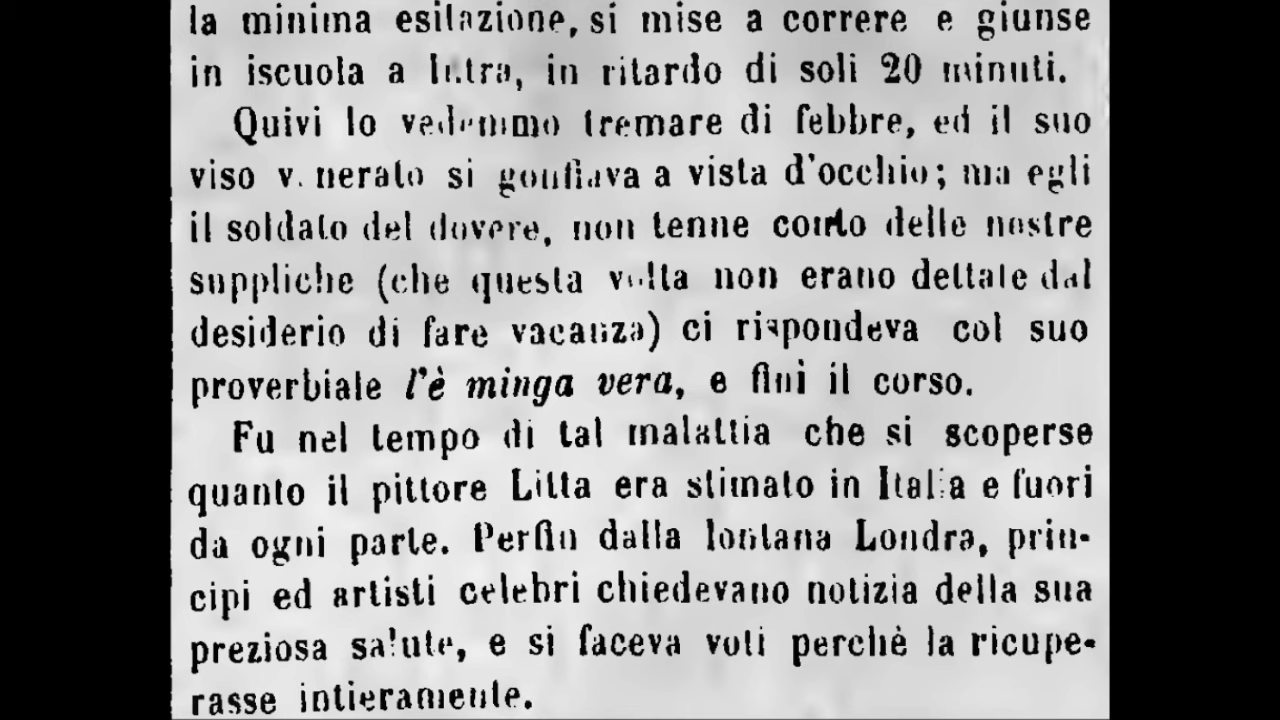 la minima esitazione, si mise a correre e giunse
in iscuola a Intra, in ritardo di soli 20 minuti.
Quivi lo vedemmo tremare di febbre, ed il suo
viso venerato si gonfiava a vista d'occhio; ma egli
il soldato del dovere, non tenne conto delle nostre
suppliche (che questa volta non erano dettate dal
desiderio di fare vacanza) ci rispondeva col suo
proverbiale l'è minga vera, e finì il corso.
Fu nel tempo di tal malattia che si scoperse
quanto il pittore Litta era stimato in Italia e fuori
da ogni parte. Perfin dalla lontana Londra, prin-
cipi ed artisti celebri chiedevano notizia della sua
preziosa salute, e si faceva voti perchè la ricupe-
rasse intieramente.